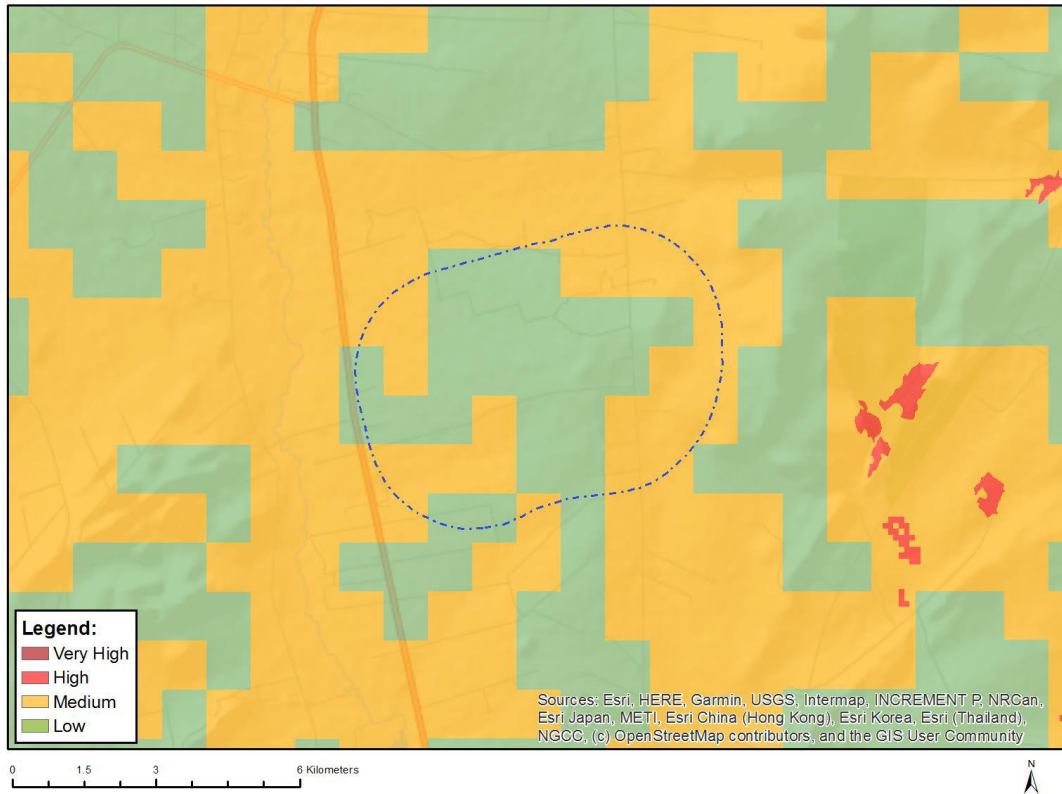 Legend:
Very High
High
Medium
Low
Sources: Esri, HERE, Garmin, USGS, Intermap, INCREMENT P, NRCan,
Esri Japan, METI, Esri China (Hong Kong), Esri Korea, Esri (Thailand),
NGCC, (c) OpenStreetMap contributors, and the GIS User Community
0 1.5 3 6 Kilometers
N